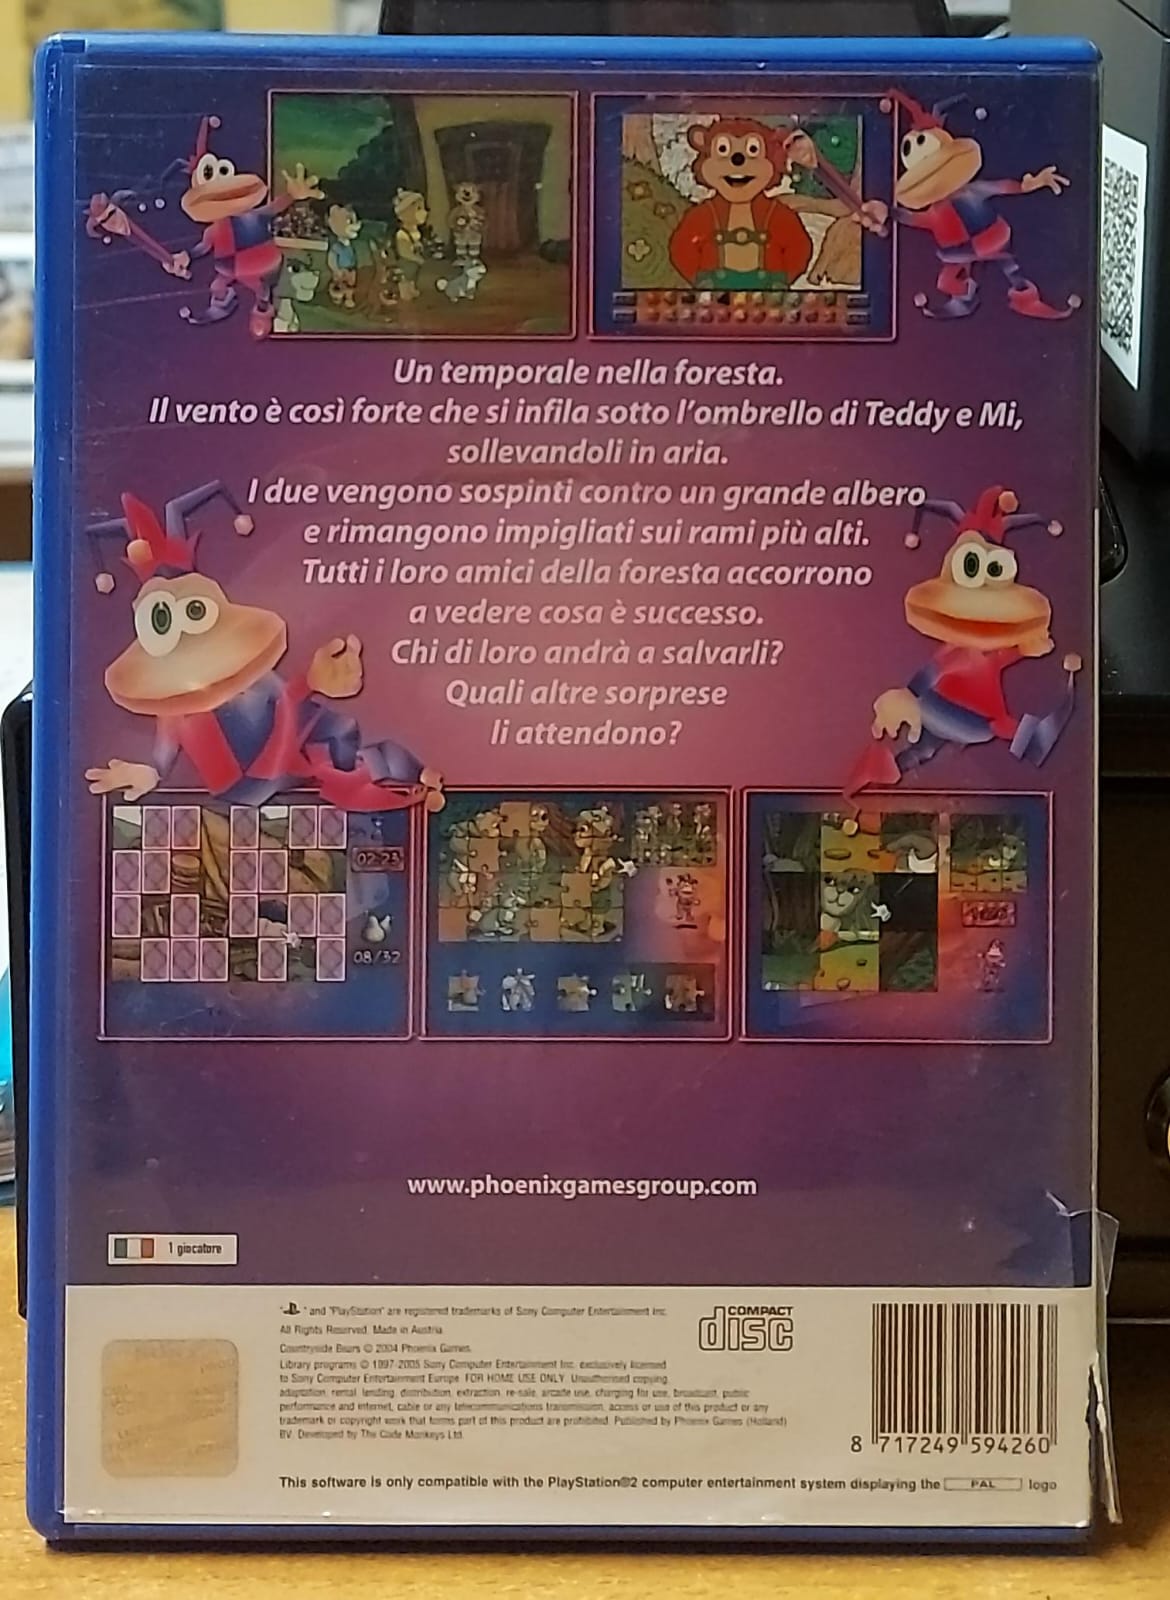 Un temporale nella foresta.
Il vento è così forte che si infila sotto l'ombrello di Teddy e Mi,
sollevandoli in aria.
I due vengono sospinti contro un grande albero
e rimangono impigliati sui rami più alti.
Tutti i loro amici della foresta accorrono
a vedere cosa è successo.
Chi di loro andrà a salvarli?
Quali altre sorprese
li attendono?
02:23
08/32
www.phoenixgamesgroup.com
1 giocatore
" " and "PlayStation" are registered trademarks of Sony Computer Entertainment Inc.
All Rights Reserved. Made in Austria.
Countryside Bears © 2004 Phoenix Games.
Library programs © 1997-2005 Sony Computer Entertainment Inc. exclusively licensed
to Sony Computer Entertainment Europe. FOR HOME USE ONLY. Unauthorised copying,
adaptation, rental, lending, distribution, extraction, re-sale, arcade use, charging for use, broadcast, public
performance and internet, cable or any telecommunications transmission, access or use of this product or any
trademark or copyright work that forms part of this product are prohibited. Published by Phoenix Games (Holland)
BV. Developed by The Code Monkeys Ltd.
COMPACT
disc
8 717249 594260
This software is only compatible with the PlayStation®2 computer entertainment system displaying the PAL logo